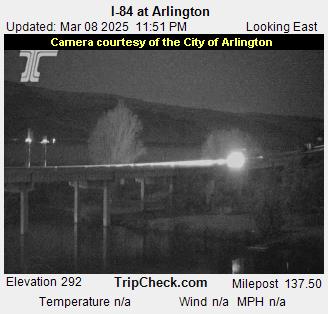 I-84 at Arlington
Updated: Mar 08 2025 11:51 PM Looking East
Camera courtesy of the City of Arlington
Elevation 292 TripCheck.com Milepost 137.50
Temperature n/a Wind n/a MPH n/a